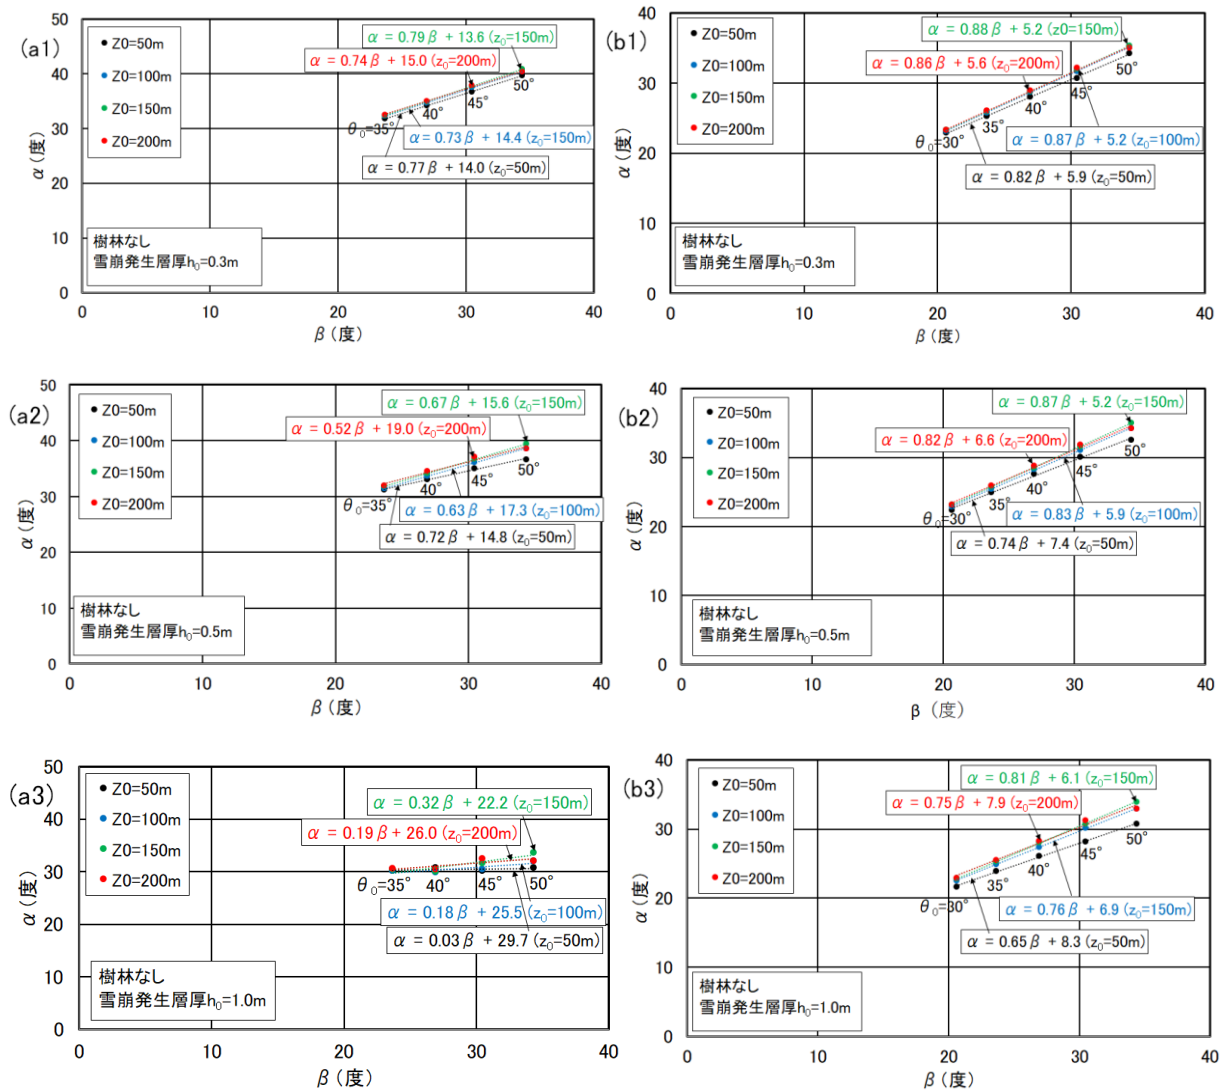 (a1)
50
40
30
20
10
0
α (度)
Z0=50m
Z0=100m
Z0=150m
Z0=200m
α = 0.79β + 13.6 (z₀=150m)
α = 0.74β + 15.0 (z₀=200m)
50°
45°
40°
θ₀=35°
α = 0.73β + 14.4 (z₀=150m)
α = 0.77β + 14.0 (z₀=50m)
樹林なし
雪崩発生層厚h₀=0.3m
0 10 20 30 40
β (度)
(b1)
40
30
20
10
0
α (度)
Z0=50m
Z0=100m
Z0=150m
Z0=200m
α = 0.88β + 5.2 (z0=150m)
α = 0.86β + 5.6 (z₀=200m)
50°
45°
40°
35°
θ₀=30°
α = 0.87β + 5.2 (z₀=100m)
α = 0.82β + 5.9 (z₀=50m)
樹林なし
雪崩発生層厚h₀=0.3m
0 10 20 30 40
β (度)
(a2)
50
40
30
20
10
0
α (度)
Z0=50m
Z0=100m
Z0=150m
Z0=200m
α = 0.67β + 15.6 (z₀=150m)
α = 0.52β + 19.0 (z₀=200m)
50°
45°
40°
θ₀=35°
α = 0.63β + 17.3 (z₀=100m)
α = 0.72β + 14.8 (z₀=50m)
樹林なし
雪崩発生層厚h₀=0.5m
0 10 20 30 40
β (度)
(b2)
40
30
20
10
0
α (度)
Z0=50m
Z0=100m
Z0=150m
Z0=200m
α = 0.87β + 5.2 (z₀=150m)
α = 0.82β + 6.6 (z₀=200m)
50°
45°
40°
35°
θ₀=30°
α = 0.83β + 5.9 (z₀=100m)
α = 0.74β + 7.4 (z₀=50m)
樹林なし
雪崩発生層厚h₀=0.5m
0 10 20 30 40
β (度)
(a3)
50
40
30
20
10
0
α (度)
Z0=50m
Z0=100m
Z0=150m
Z0=200m
α = 0.32β + 22.2 (z₀=150m)
α = 0.19β + 26.0 (z₀=200m)
θ₀=35° 40° 45° 50°
α = 0.18β + 25.5 (z₀=100m)
α = 0.03β + 29.7 (z₀=50m)
樹林なし
雪崩発生層厚h₀=1.0m
0 10 20 30 40
β (度)
(b3)
40
30
20
10
0
α (度)
Z0=50m
Z0=100m
Z0=150m
Z0=200m
α = 0.81β + 6.1 (z₀=150m)
α = 0.75β + 7.9 (z₀=200m)
50°
45°
40°
35°
θ₀=30°
α = 0.76β + 6.9 (z₀=150m)
α = 0.65β + 8.3 (z₀=50m)
樹林なし
雪崩発生層厚h₀=1.0m
0 10 20 30 40
β (度)